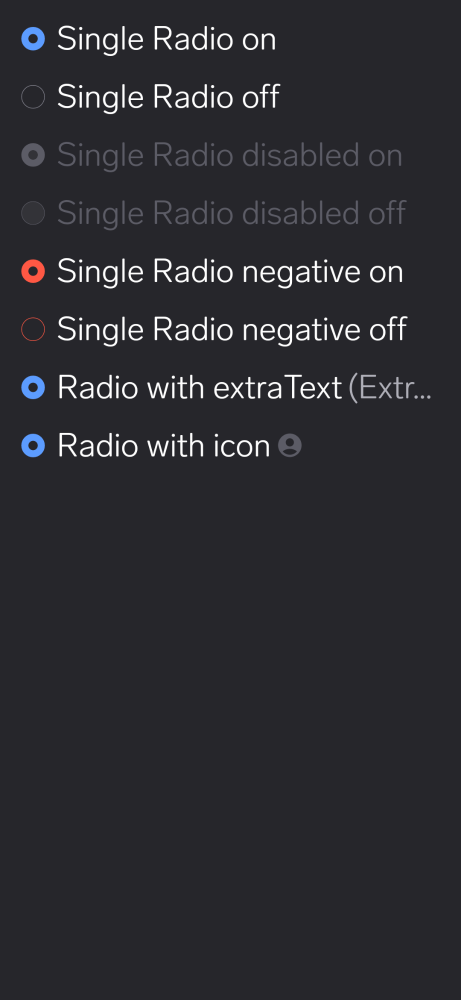 Single Radio on
Single Radio off
Single Radio disabled on
Single Radio disabled off
Single Radio negative on
Single Radio negative off
Radio with extraText (Extr...
Radio with icon